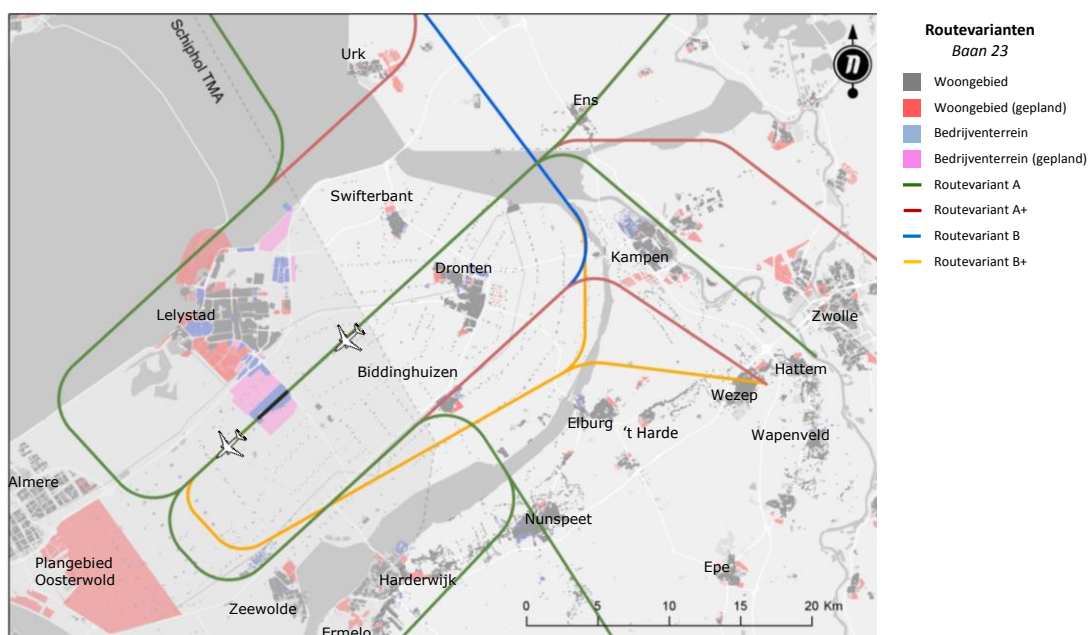 Schiphol TMA
Urk
Ens
Swifterbant
Dronten
Kampen
Lelystad
Zwolle
Biddinghuizen
Hattem
Wezep
Elburg
‘t Harde
Wapenveld
Almere
Nunspeet
Plangebied
Oosterwold
Epe
Harderwijk
Zeewolde
Ermelo
0 5 10 15 20 Km
n
Routevarianten
Baan 23
Woongebied
Woongebied (gepland)
Bedrijventerrein
Bedrijventerrein (gepland)
Routevariant A
Routevariant A+
Routevariant B
Routevariant B+